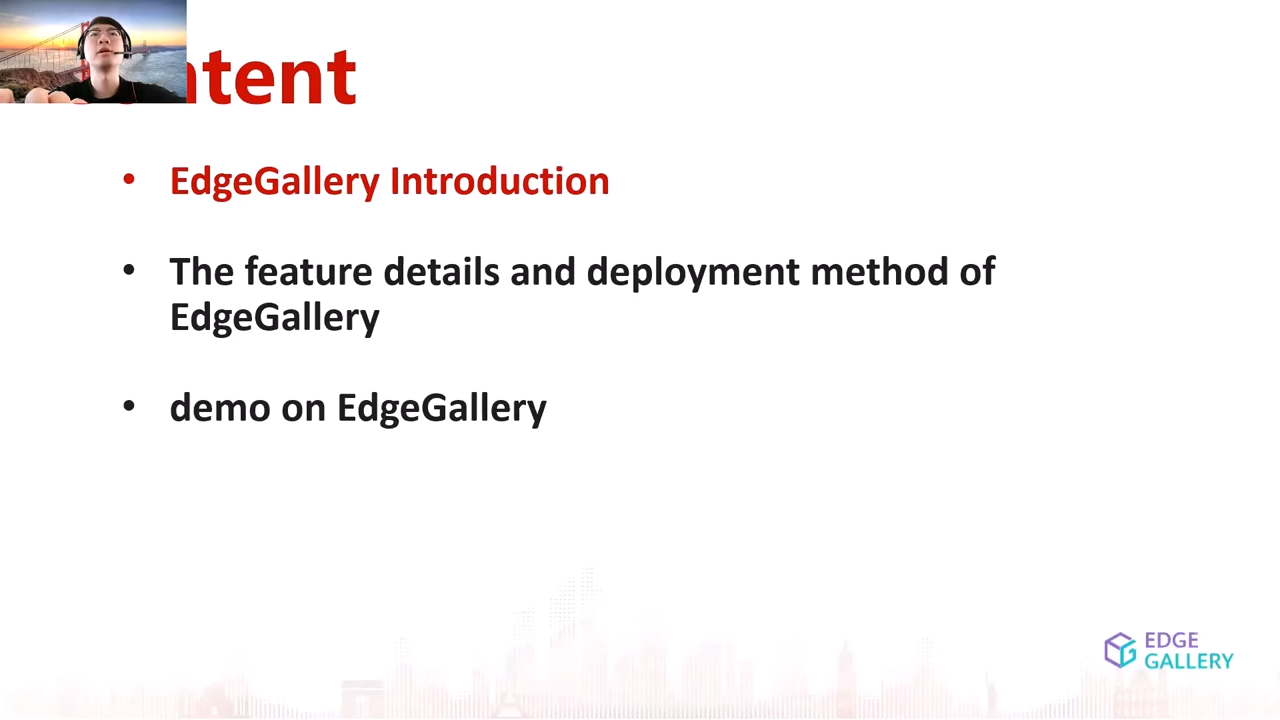 ntent
• EdgeGallery Introduction
• The feature details and deployment method of
EdgeGallery
• demo on EdgeGallery
EDGE
GALLERY